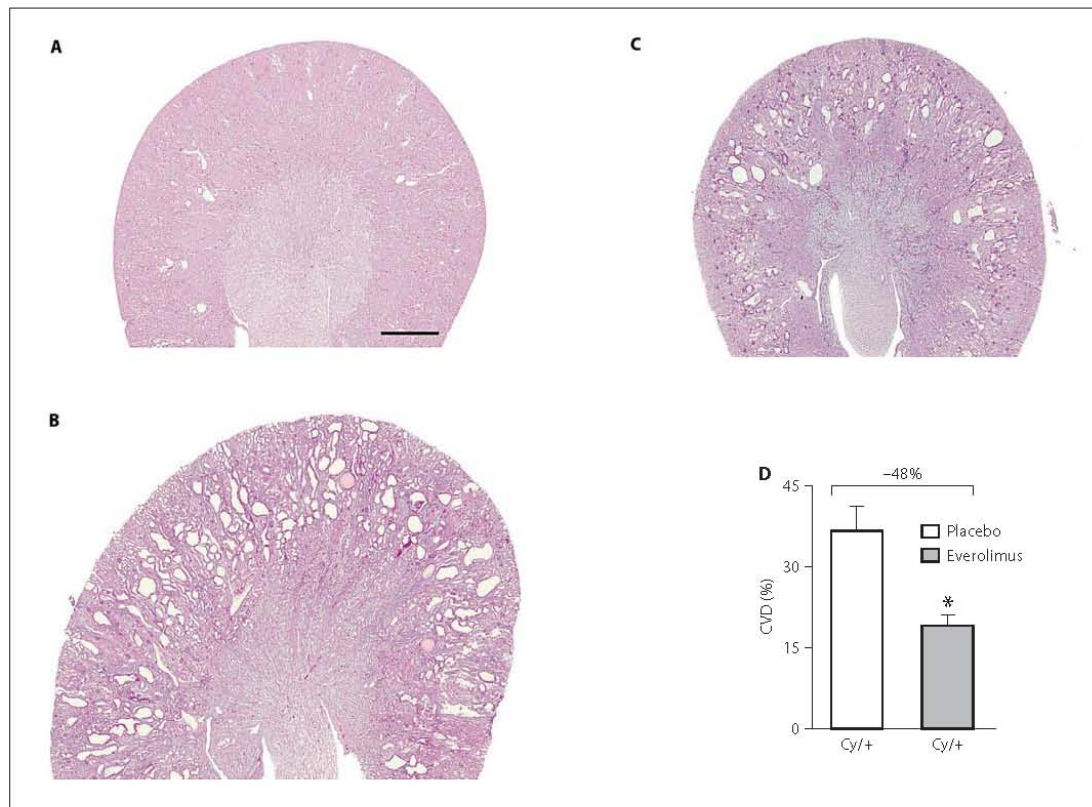 A
C
B
D
–48%
45
30
15
0
CVD (%)
Placebo
Everolimus
*
Cy/+ Cy/+